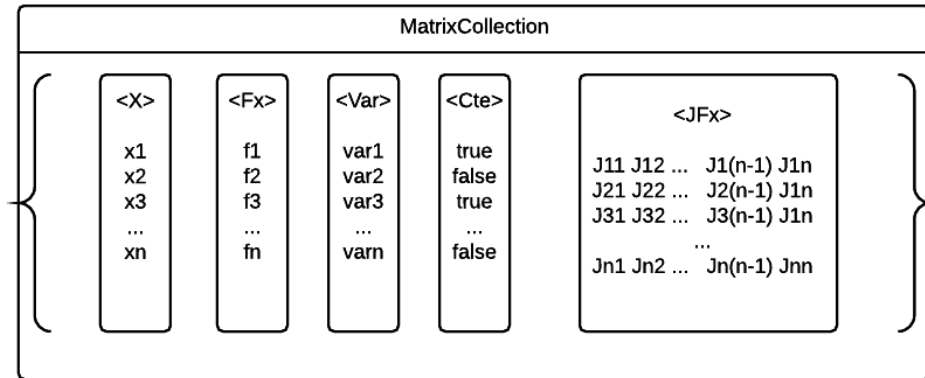 MatrixCollection
<X>
x1
x2
x3
...
xn
<Fx>
f1
f2
f3
...
fn
<Var>
var1
var2
var3
...
varn
<Cte>
true
false
true
...
false
<JFx>
J11 J12 ... J1(n-1) J1n
J21 J22 ... J2(n-1) J1n
J31 J32 ... J3(n-1) J1n
...
Jn1 Jn2 ... Jn(n-1) Jnn